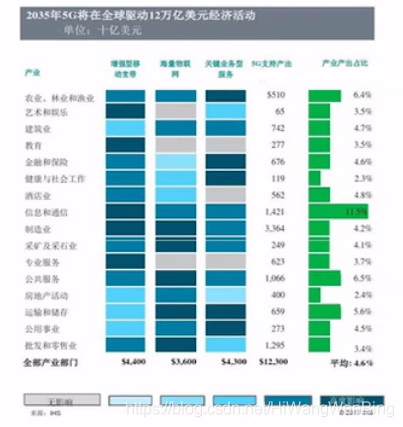 2035年5G将在全球驱动12万亿美元经济活动
单位：十亿美元
产业 增强型移动宽带 海量物联网 关键业务型服务 5G支持产出 产业产出占比
农业、林业和渔业 $510 6.4%
艺术和娱乐 65 3.5%
建筑业 742 4.7%
教育 277 3.5%
金融和保险 676 4.6%
健康与社会工作 119 2.3%
酒店业 562 4.8%
信息和通信 1,421 11.5%
制造业 3,364 4.2%
采矿及采石业 249 4.1%
专业服务 623 3.7%
公共服务 1,066 6.5%
房地产活动 400 2.4%
运输和储存 659 5.6%
公用事业 273 4.5%
批发和零售业 1,295 3.4%
全部产业部门 $4,400 $3,600 $4,300 $12,300 平均: 4.6%
无影响 高影响
来源: IHS © 2017 IHS
https://blog.csdn.net/HiWangWenBing